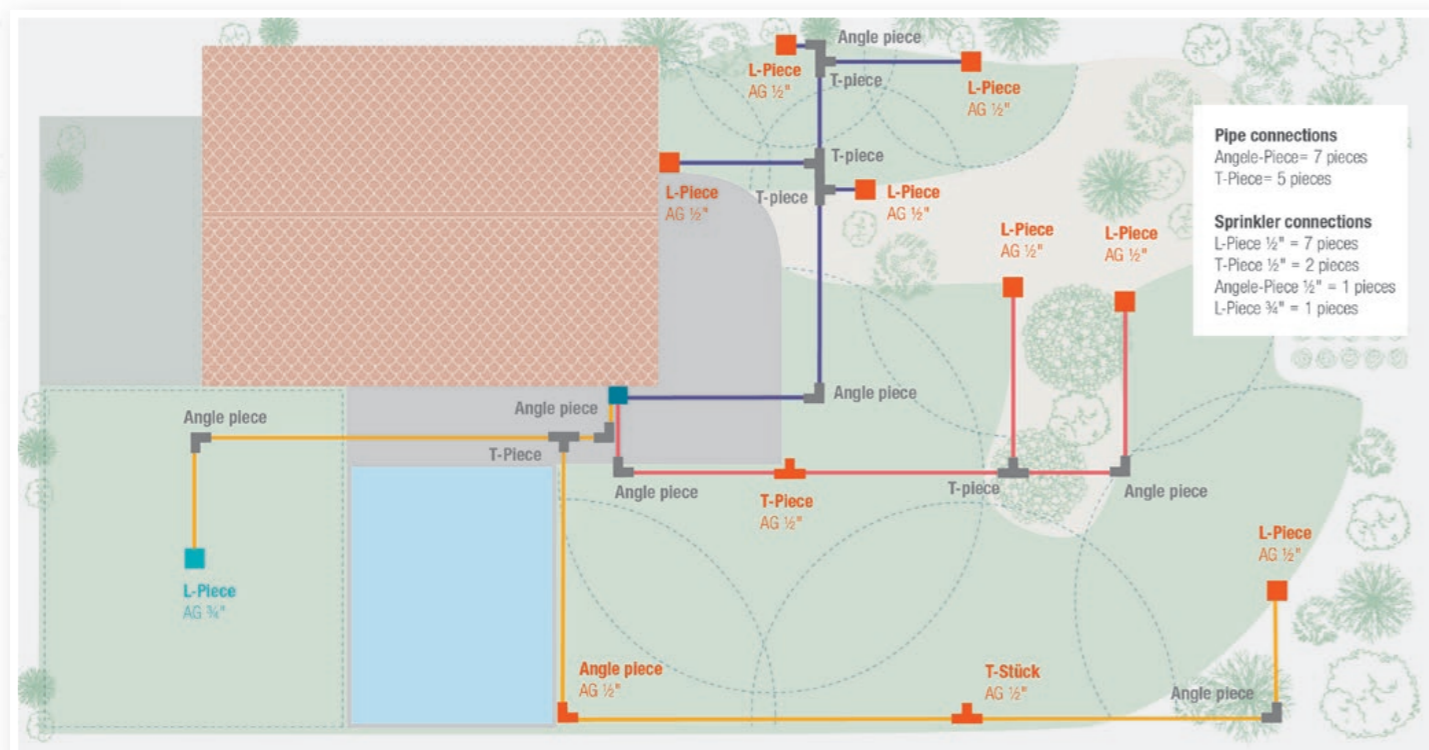 Angle piece
L-Piece
AG ½"
T-piece
L-Piece
AG ½"
T-piece
L-Piece
AG ½"
T-piece
L-Piece
AG ½"
L-Piece
AG ½"
L-Piece
AG ½"
Pipe connections
Angele-Piece= 7 pieces
T-Piece= 5 pieces
Sprinkler connections
L-Piece ½" = 7 pieces
T-Piece ½" = 2 pieces
Angele-Piece ½" = 1 pieces
L-Piece ¾" = 1 pieces
Angle piece
Angle piece
Angle piece
T-Piece
Angle piece
T-Piece
AG ½"
T-piece
Angle piece
L-Piece
AG ½"
L-Piece
AG ¾"
Angle piece
AG ½"
T-Stück
AG ½"
Angle piece